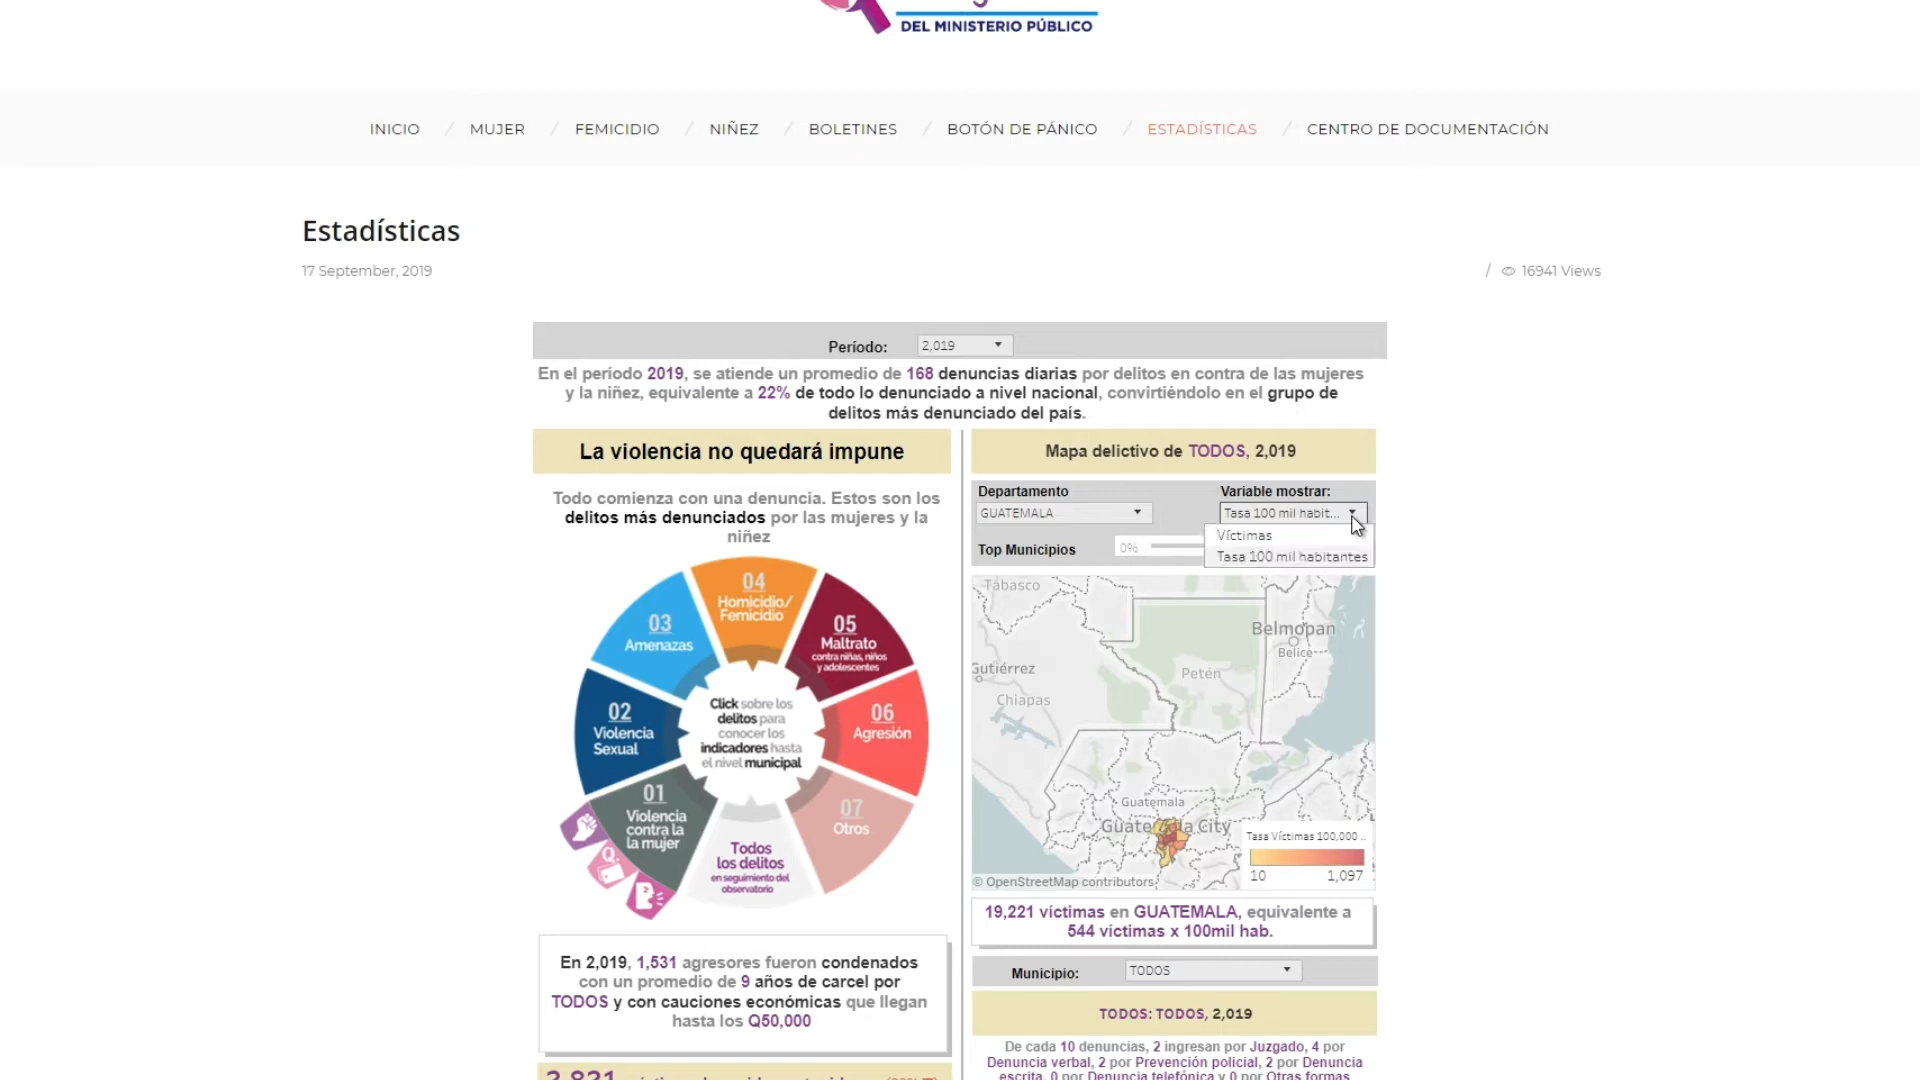 DEL MINISTERIO PÚBLICO
INICIO / MUJER / FEMICIDIO / NIÑEZ / BOLETINES / BOTÓN DE PÁNICO / ESTADÍSTICAS / CENTRO DE DOCUMENTACIÓN
Estadísticas
17 September, 2019
/ 16941 Views
Período: 2,019
En el período 2019, se atiende un promedio de 168 denuncias diarias por delitos en contra de las mujeres
y la niñez, equivalente a 22% de todo lo denunciado a nivel nacional, convirtiéndolo en el grupo de
delitos más denunciado del país.
La violencia no quedará impune
Todo comienza con una denuncia. Estos son los
delitos más denunciados por las mujeres y la
niñez
04
Homicidio/
Femicidio
03
Amenazas
05
Maltrato
contra niñas, niños
y adolescentes
02
Violencia
Sexual
Click sobre los
delitos para
conocer los
indicadores hasta
el nivel municipal
06
Agresión
01
Violencia
contra la
mujer
07
Otros
Todos
los delitos
en seguimiento del
observatorio
Q
En 2,019, 1,531 agresores fueron condenados
con un promedio de 9 años de carcel por
TODOS y con cauciones económicas que llegan
hasta los Q50,000
Mapa delictivo de TODOS, 2,019
Departamento
GUATEMALA
Variable mostrar:
Tasa 100 mil habit...
Víctimas
Tasa 100 mil habitantes
Top Municipios
0%
Tabasco
Belmopan
Belice
Gutiérrez
Petén
Chiapas
Guatemala
Guatemala City
Tasa Víctimas 100,000 ..
10 1,097
© OpenStreetMap contributors
19,221 víctimas en GUATEMALA, equivalente a
544 víctimas x 100mil hab.
Municipio: TODOS
TODOS: TODOS, 2,019
De cada 10 denuncias, 2 ingresan por Juzgado, 4 por
Denuncia verbal, 2 por Prevención policial, 2 por Denuncia
escrita, 0 por Denuncia telefónica y 0 por Otras formas